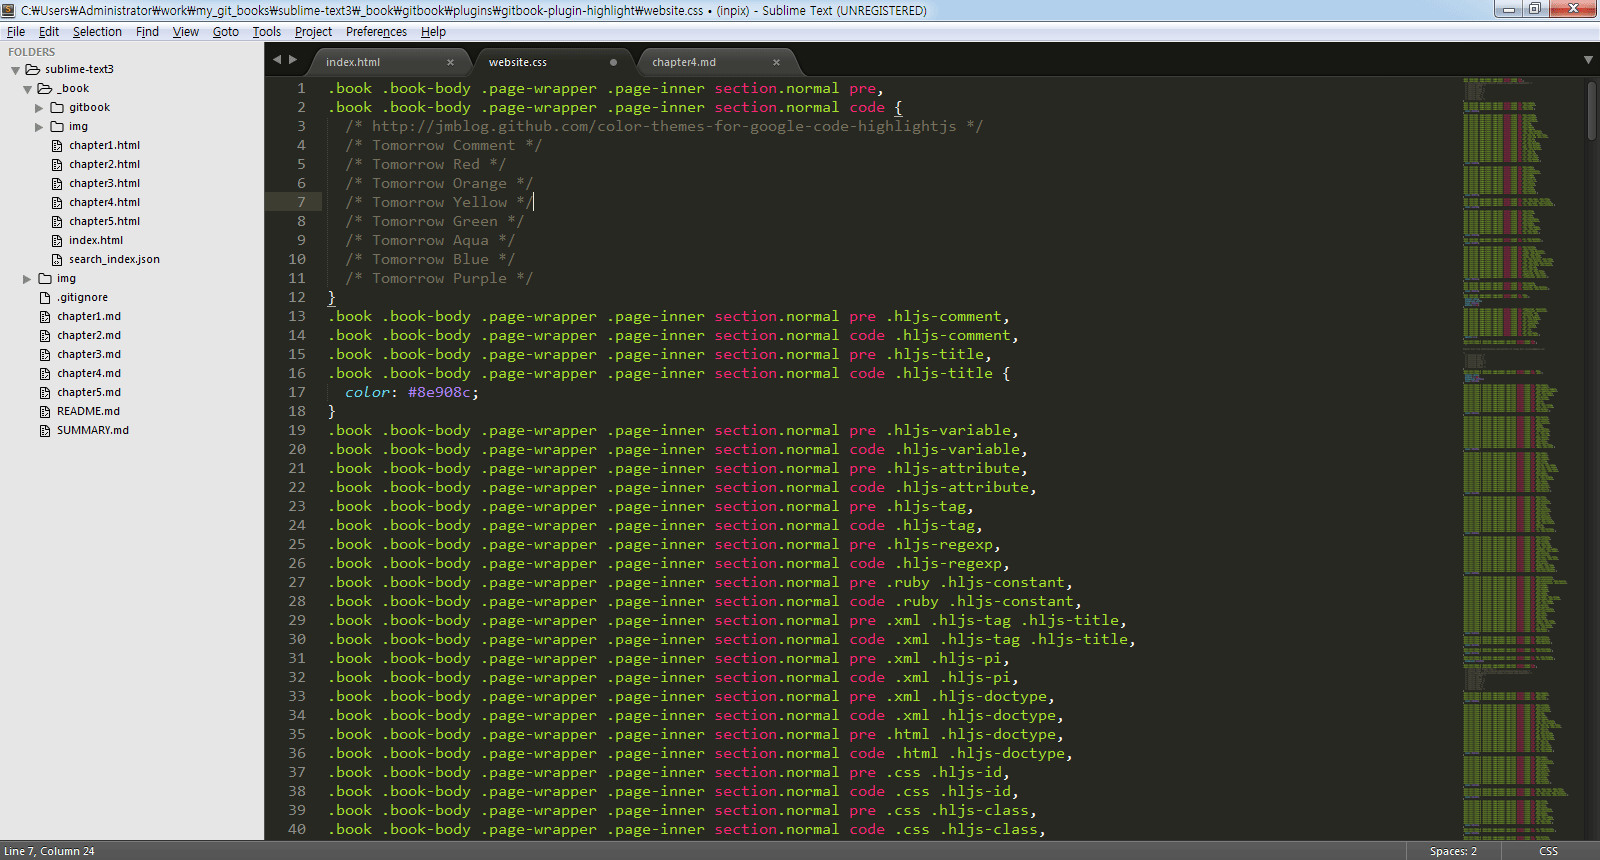 C:₩Users₩Administrator₩work₩my_git_books₩sublime-text3₩_book₩gitbook₩plugins₩gitbook-plugin-highlight₩website.css • (inpix) - Sublime Text (UNREGISTERED)
File Edit Selection Find View Goto Tools Project Preferences Help
FOLDERS
sublime-text3
_book
gitbook
img
chapter1.html
chapter2.html
chapter3.html
chapter4.html
chapter5.html
index.html
search_index.json
img
.gitignore
chapter1.md
chapter2.md
chapter3.md
chapter4.md
chapter5.md
README.md
SUMMARY.md
index.html × website.css • chapter4.md ×
1 .book .book-body .page-wrapper .page-inner section.normal pre,
2 .book .book-body .page-wrapper .page-inner section.normal code {
3 /* http://jmblog.github.com/color-themes-for-google-code-highlightjs */
4 /* Tomorrow Comment */
5 /* Tomorrow Red */
6 /* Tomorrow Orange */
7 /* Tomorrow Yellow */
8 /* Tomorrow Green */
9 /* Tomorrow Aqua */
10 /* Tomorrow Blue */
11 /* Tomorrow Purple */
12 }
13 .book .book-body .page-wrapper .page-inner section.normal pre .hljs-comment,
14 .book .book-body .page-wrapper .page-inner section.normal code .hljs-comment,
15 .book .book-body .page-wrapper .page-inner section.normal pre .hljs-title,
16 .book .book-body .page-wrapper .page-inner section.normal code .hljs-title {
17 color: #8e908c;
18 }
19 .book .book-body .page-wrapper .page-inner section.normal pre .hljs-variable,
20 .book .book-body .page-wrapper .page-inner section.normal code .hljs-variable,
21 .book .book-body .page-wrapper .page-inner section.normal pre .hljs-attribute,
22 .book .book-body .page-wrapper .page-inner section.normal code .hljs-attribute,
23 .book .book-body .page-wrapper .page-inner section.normal pre .hljs-tag,
24 .book .book-body .page-wrapper .page-inner section.normal code .hljs-tag,
25 .book .book-body .page-wrapper .page-inner section.normal pre .hljs-regexp,
26 .book .book-body .page-wrapper .page-inner section.normal code .hljs-regexp,
27 .book .book-body .page-wrapper .page-inner section.normal pre .ruby .hljs-constant,
28 .book .book-body .page-wrapper .page-inner section.normal code .ruby .hljs-constant,
29 .book .book-body .page-wrapper .page-inner section.normal pre .xml .hljs-tag .hljs-title,
30 .book .book-body .page-wrapper .page-inner section.normal code .xml .hljs-tag .hljs-title,
31 .book .book-body .page-wrapper .page-inner section.normal pre .xml .hljs-pi,
32 .book .book-body .page-wrapper .page-inner section.normal code .xml .hljs-pi,
33 .book .book-body .page-wrapper .page-inner section.normal pre .xml .hljs-doctype,
34 .book .book-body .page-wrapper .page-inner section.normal code .xml .hljs-doctype,
35 .book .book-body .page-wrapper .page-inner section.normal pre .html .hljs-doctype,
36 .book .book-body .page-wrapper .page-inner section.normal code .html .hljs-doctype,
37 .book .book-body .page-wrapper .page-inner section.normal pre .css .hljs-id,
38 .book .book-body .page-wrapper .page-inner section.normal code .css .hljs-id,
39 .book .book-body .page-wrapper .page-inner section.normal pre .css .hljs-class,
40 .book .book-body .page-wrapper .page-inner section.normal code .css .hljs-class,
Line 7, Column 24 Spaces: 2 CSS